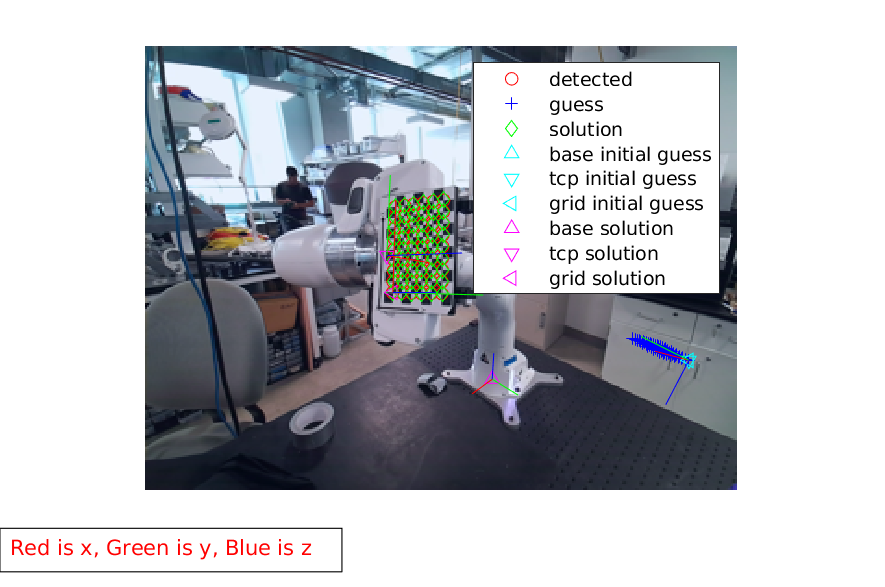 detected
guess
solution
base initial guess
tcp initial guess
grid initial guess
base solution
tcp solution
grid solution
Red is x, Green is y, Blue is z